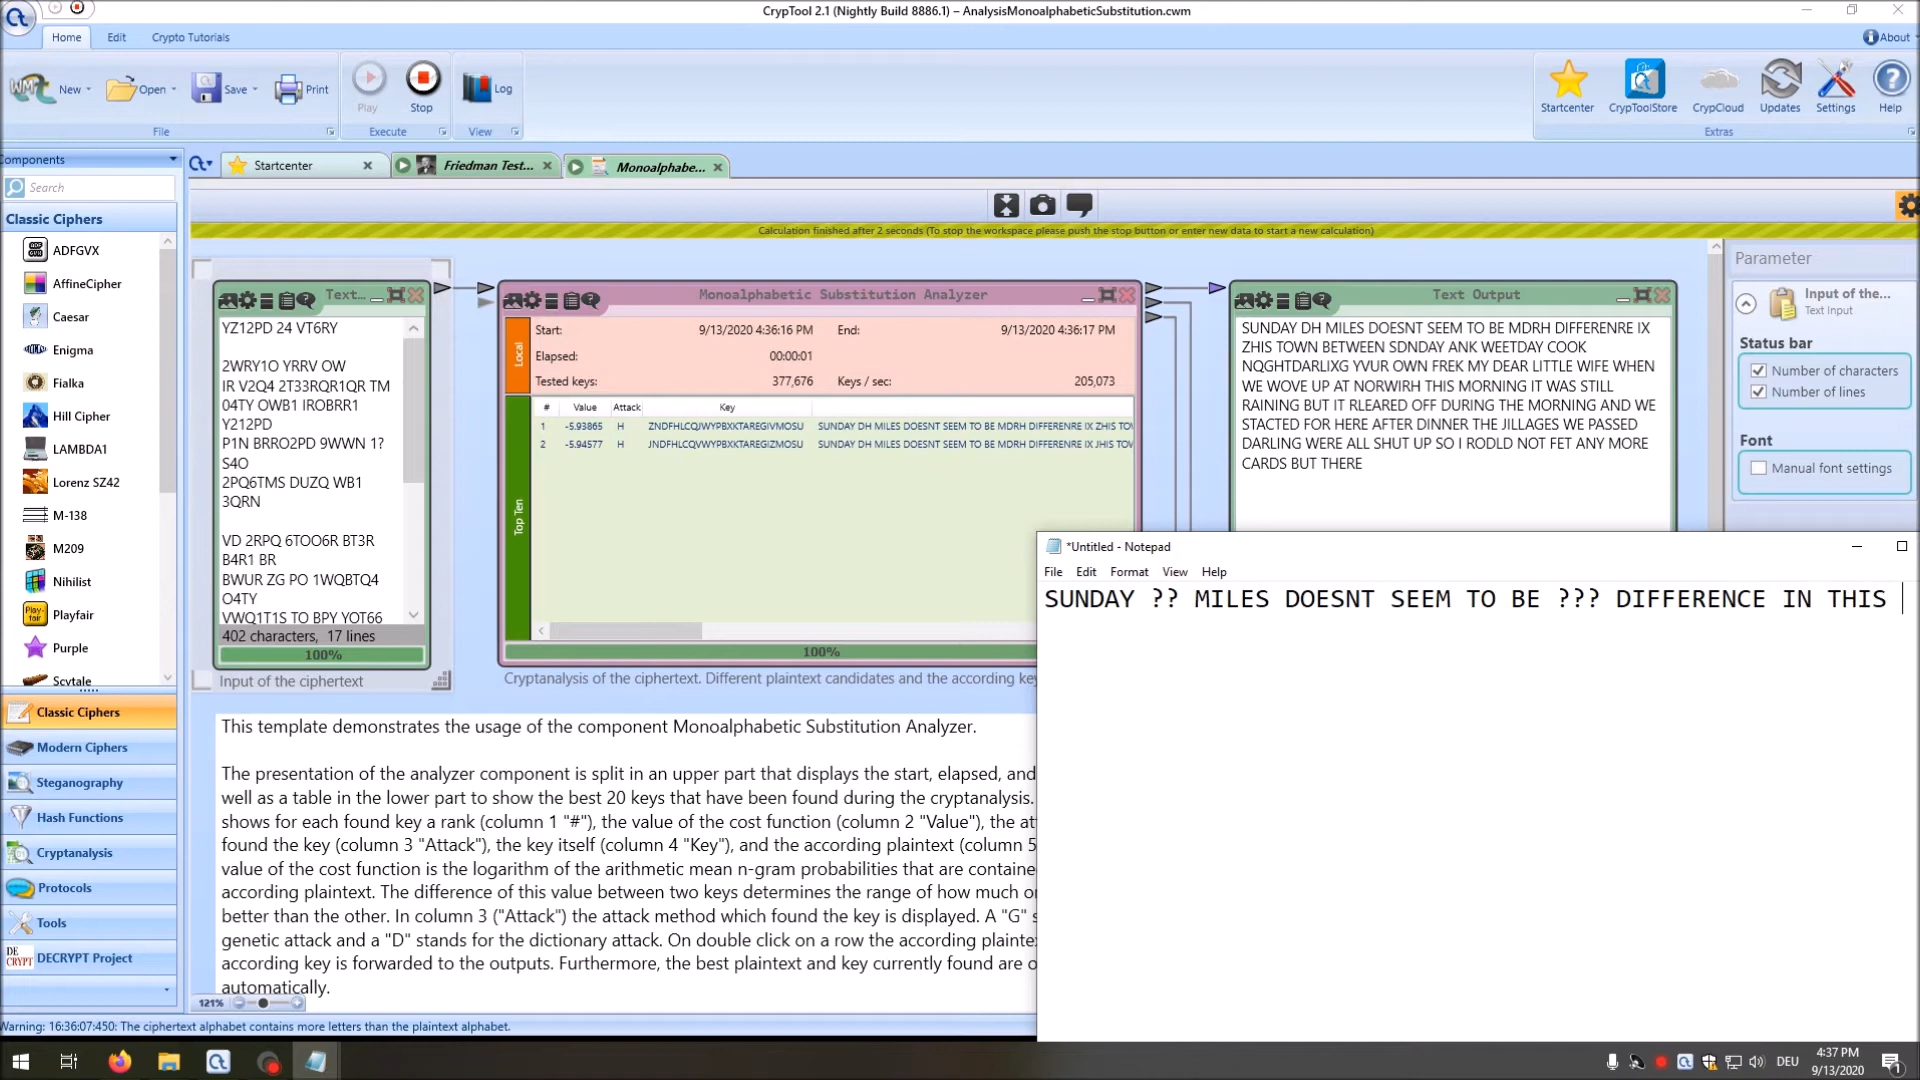 CrypTool 2.1 (Nightly Build 8886.1) – AnalysisMonoalphabeticSubstitution.cwm
Home
Edit
Crypto Tutorials
About
New
Open
Save
Print
Play
Stop
Log
Startcenter
CrypToolStore
CrypCloud
Updates
Settings
Help
File
Execute
View
Extras
Components
Startcenter
Friedman Test...
Monoalphabe...
Search
Classic Ciphers
ADFGVX
AffineCipher
Caesar
Enigma
Fialka
Hill Cipher
LAMBDA1
Lorenz SZ42
M-138
M209
Nihilist
Playfair
Purple
Scytale
Classic Ciphers
Modern Ciphers
Steganography
Hash Functions
Cryptanalysis
Protocols
Tools
DECRYPT Project
Calculation finished after 2 seconds (To stop the workspace please push the stop button or enter new data to start a new calculation)
Text...
YZ12PD 24 VT6RY
2WRY1O YRRV OW
IR V2Q4 2T33RQR1QR TM
04TY OWB1 IROBRR1
Y212PD
P1N BRRO2PD 9WWN 1?
S4O
2PQ6TMS DUZQ WB1
3QRN
VD 2RPQ 6TOO6R BT3R
B4R1 BR
BWUR ZG PO 1WQBTQ4
O4TY
VWQ1T1S TO BPY YOT66
402 characters, 17 lines
100%
Input of the ciphertext
Monoalphabetic Substitution Analyzer
Local
Start: 9/13/2020 4:36:16 PM End: 9/13/2020 4:36:17 PM
Elapsed: 00:00:01
Tested keys: 377,676 Keys / sec: 205,073
Top Ten
# Value Attack Key
1 -5.93865 H ZNDFHLCQJWYPBXKTAREGIVMOSU SUNDAY DH MILES DOESNT SEEM TO BE MDRH DIFFERENRE IX ZHIS TOW
2 -5.94577 H JNDFHLCQVWYPBXKTAREGIZMOSU SUNDAY DH MILES DOESNT SEEM TO BE MDRH DIFFERENRE IX JHIS TOW
100%
Cryptanalysis of the ciphertext. Different plaintext candidates and the according key
Text Output
SUNDAY DH MILES DOESNT SEEM TO BE MDRH DIFFERENRE IX
ZHIS TOWN BETWEEN SDNDAY ANK WEETDAY COOK
NQGHTDARLIXG YVUR OWN FREK MY DEAR LITTLE WIFE WHEN
WE WOVE UP AT NORWIRH THIS MORNING IT WAS STILL
RAINING BUT IT RLEARED OFF DURING THE MORNING AND WE
STACTED FOR HERE AFTER DINNER THE JILLAGES WE PASSED
DARLING WERE ALL SHUT UP SO I RODLD NOT FET ANY MORE
CARDS BUT THERE
Parameter
Input of the...
Text Input
Status bar
Number of characters
Number of lines
Font
Manual font settings
*Untitled - Notepad
File Edit Format View Help
SUNDAY ?? MILES DOESNT SEEM TO BE ??? DIFFERENCE IN THIS
This template demonstrates the usage of the component Monoalphabetic Substitution Analyzer.
The presentation of the analyzer component is split in an upper part that displays the start, elapsed, and
well as a table in the lower part to show the best 20 keys that have been found during the cryptanalysis.
shows for each found key a rank (column 1 "#"), the value of the cost function (column 2 "Value"), the at
found the key (column 3 "Attack"), the key itself (column 4 "Key"), and the according plaintext (column 5
value of the cost function is the logarithm of the arithmetic mean n-gram probabilities that are containe
according plaintext. The difference of this value between two keys determines the range of how much o
better than the other. In column 3 ("Attack") the attack method which found the key is displayed. A "G" s
genetic attack and a "D" stands for the dictionary attack. On double click on a row the according plainte
according key is forwarded to the outputs. Furthermore, the best plaintext and key currently found are o
automatically.
121%
Warning: 16:36:07:450: The ciphertext alphabet contains more letters than the plaintext alphabet.
DEU
4:37 PM
9/13/2020